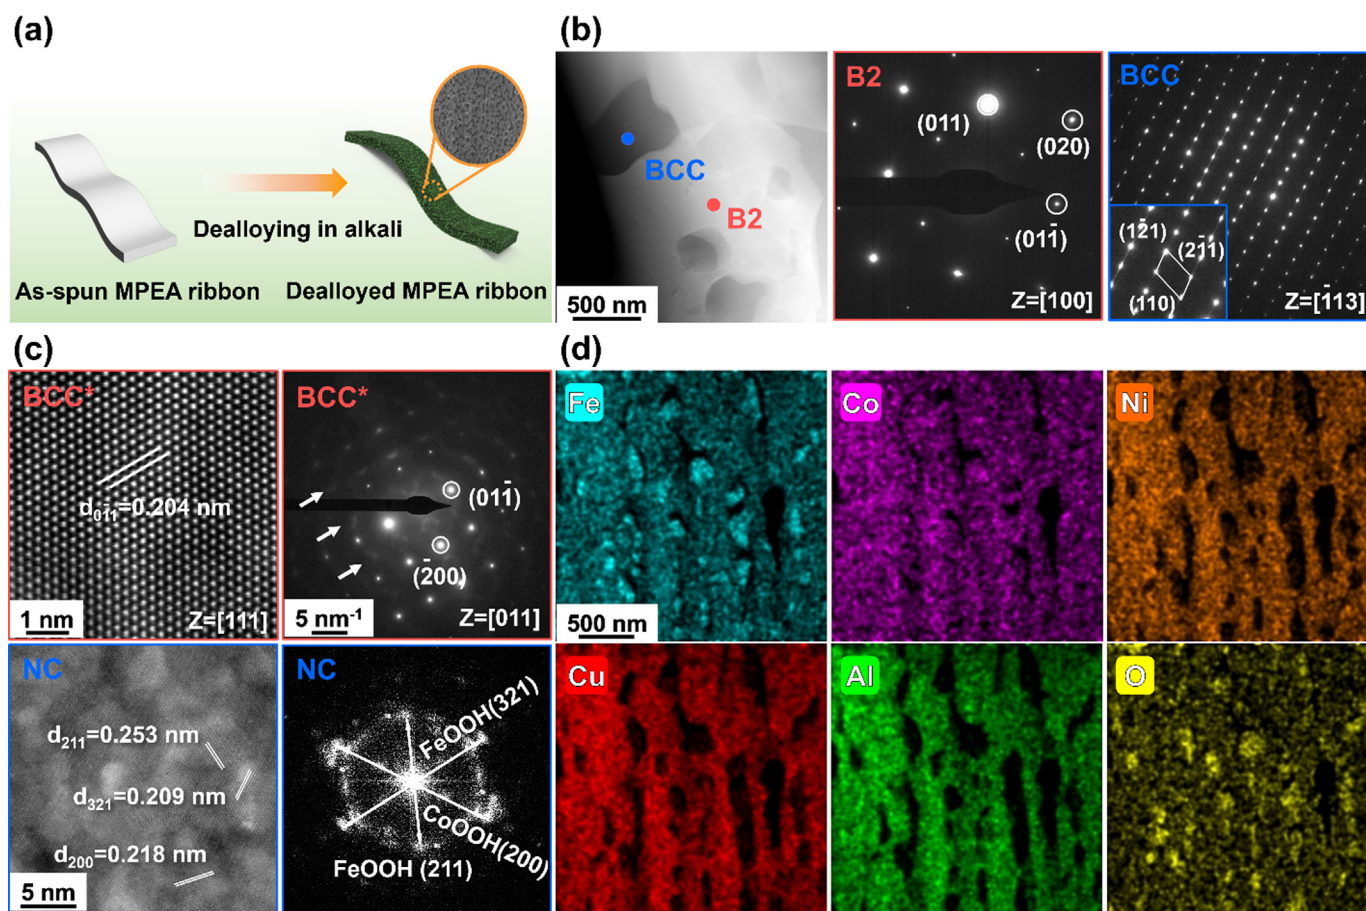 (a)
Dealloying in alkali
As-spun MPEA ribbon
Dealloyed MPEA ribbon
(b)
BCC
B2
500 nm
B2
(011)
(020)
(011̄)
Z=[100]
BCC
(12̄1)
(21̄1)
(110)
Z=[1̄13]
(c)
BCC*
d01̄1=0.204 nm
1 nm
Z=[111]
BCC*
(011̄)
(2̄00)
5 nm-1
Z=[011]
NC
d211=0.253 nm
d321=0.209 nm
d200=0.218 nm
5 nm
NC
FeOOH(321)
CoOOH(200)
FeOOH (211)
(d)
Fe
500 nm
Co
Ni
Cu
Al
O